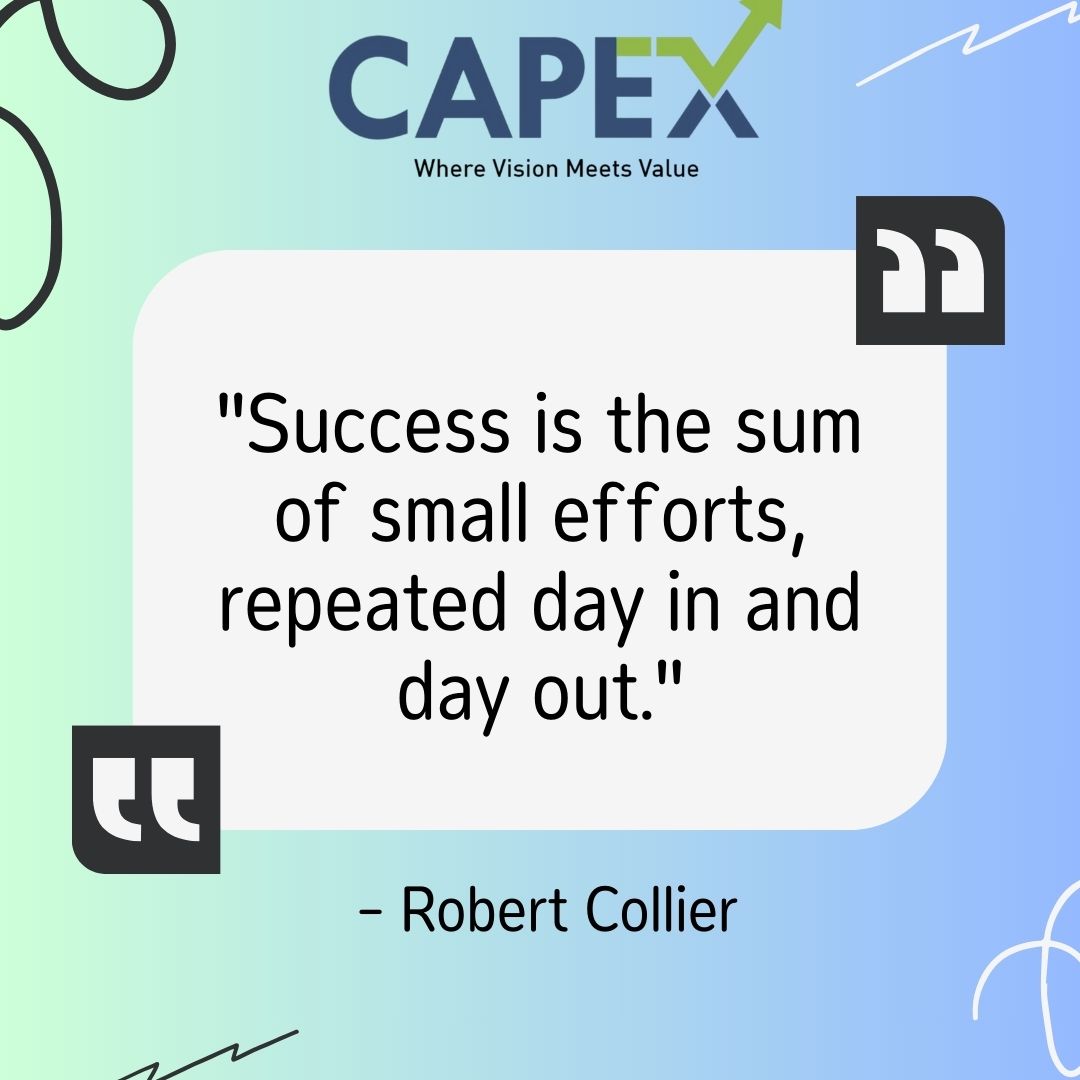 CAPEX
Where Vision Meets Value
"Success is the sum
of small efforts,
repeated day in and
day out."
– Robert Collier